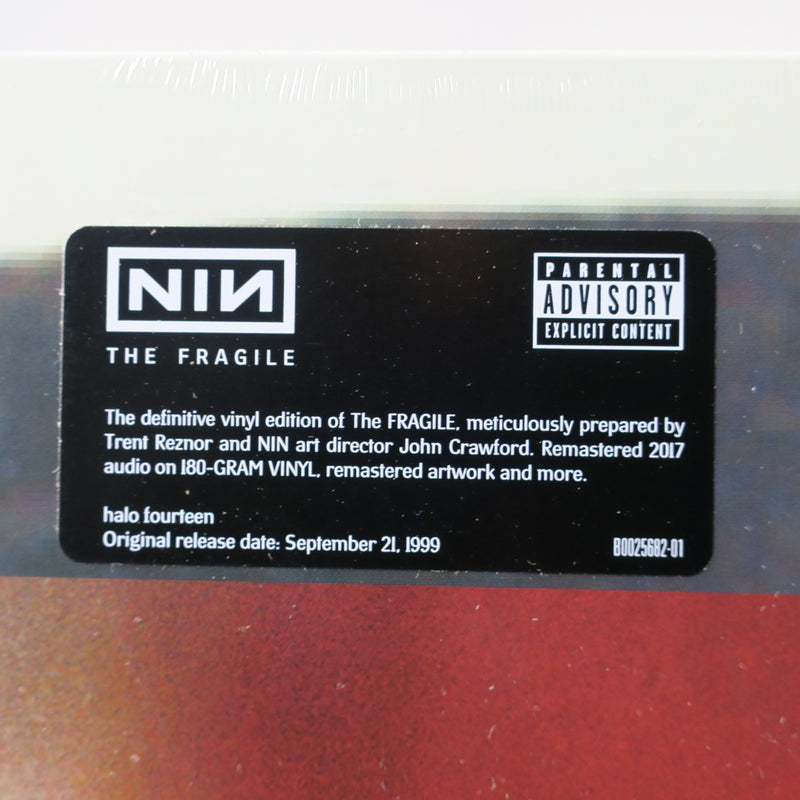 NIИ
THE FRAGILE
PARENTAL
ADVISORY
EXPLICIT CONTENT
The definitive vinyl edition of The FRAGILE, meticulously prepared by
Trent Reznor and NIN art director John Crawford. Remastered 2017
audio on 180-GRAM VINYL, remastered artwork and more.
halo fourteen
Original release date: September 21, 1999
B0025682-01